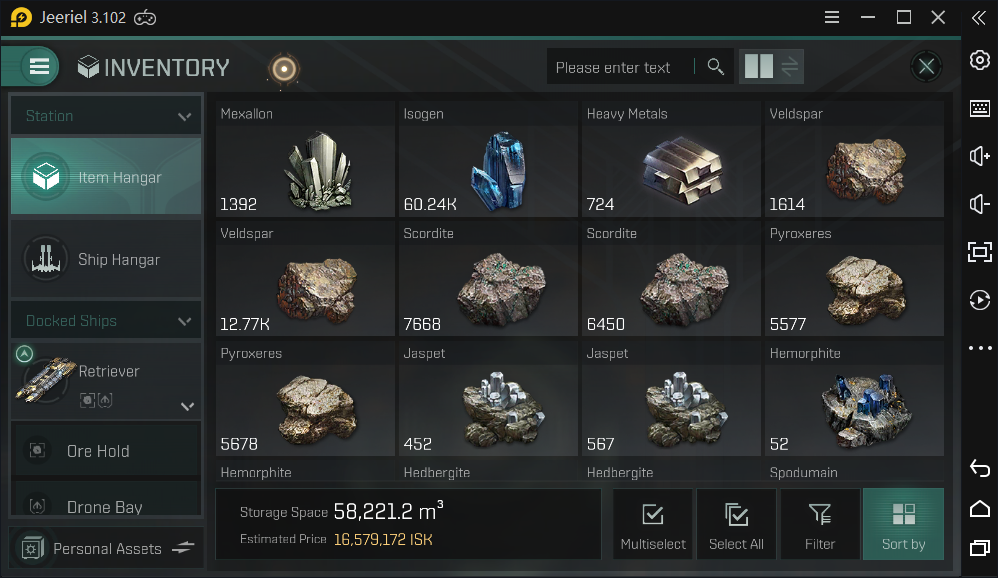 Jeeriel 3.102
INVENTORY
Please enter text
Station
Item Hangar
Ship Hangar
Docked Ships
Retriever
Ore Hold
Drone Bay
Personal Assets
Mexallon
1392
Isogen
60.24K
Heavy Metals
724
Veldspar
1614
Veldspar
12.77K
Scordite
7668
Scordite
6450
Pyroxeres
5577
Pyroxeres
5678
Jaspet
452
Jaspet
567
Hemorphite
52
Hemorphite
Hedbergite
Hedbergite
Spodumain
Storage Space 58,221.2 m³
Estimated Price 16,579,172 ISK
Multiselect
Select All
Filter
Sort by